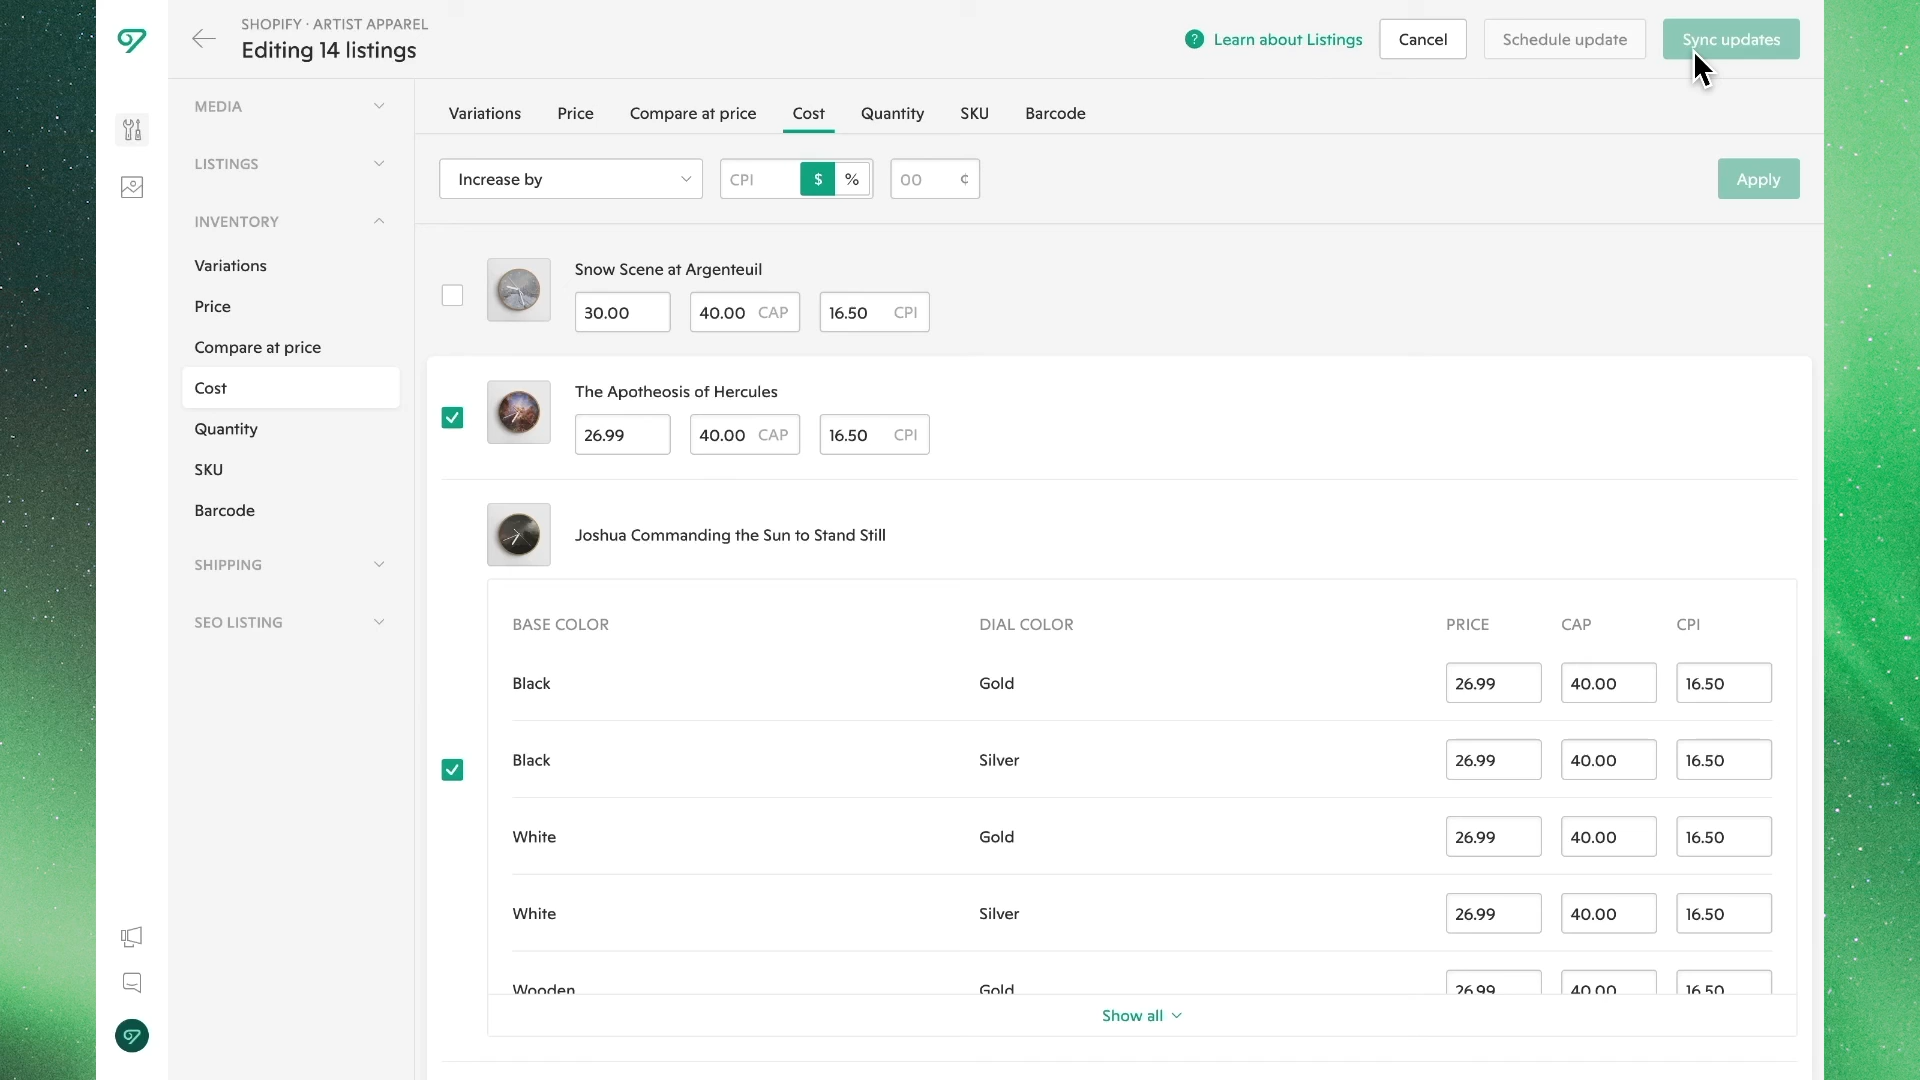 SHOPIFY · ARTIST APPAREL
Editing 14 listings
? Learn about Listings
Cancel
Schedule update
Sync updates
MEDIA
LISTINGS
INVENTORY
Variations
Price
Compare at price
Cost
Quantity
SKU
Barcode
SHIPPING
SEO LISTING
Variations Price Compare at price Cost Quantity SKU Barcode
Increase by CPI $ % 00 ¢ Apply
Snow Scene at Argenteuil
30.00 40.00 CAP 16.50 CPI
The Apotheosis of Hercules
26.99 40.00 CAP 16.50 CPI
Joshua Commanding the Sun to Stand Still
BASE COLOR DIAL COLOR PRICE CAP CPI
Black Gold 26.99 40.00 16.50
Black Silver 26.99 40.00 16.50
White Gold 26.99 40.00 16.50
White Silver 26.99 40.00 16.50
Wooden Gold 26.99 40.00 16.50
Show all